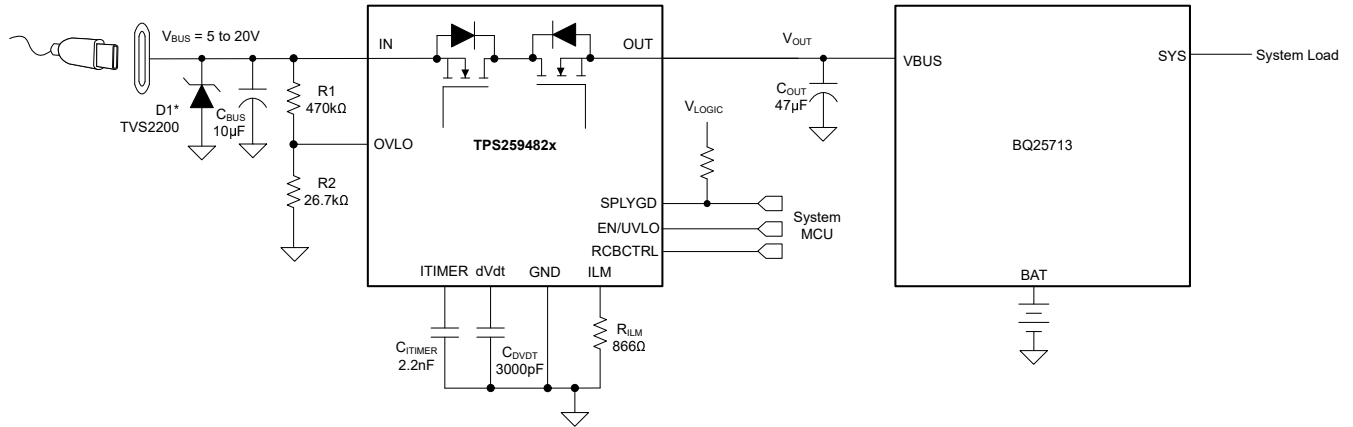 V_BUS = 5 to 20V
IN
OUT
V_OUT
VBUS
SYS
System Load
D1*
TVS2200
C_BUS
10µF
R1
470kΩ
C_OUT
47µF
V_LOGIC
OVLO
TPS259482x
BQ25713
R2
26.7kΩ
SPLYGD
EN/UVLO
RCBCTRL
System
MCU
ITIMER
dVdt
GND
ILM
BAT
C_ITIMER
2.2nF
C_DVDT
3000pF
R_ILM
866Ω